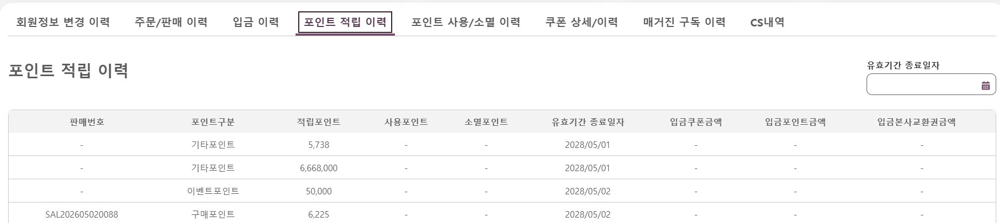 회원정보 변경 이력 주문/판매 이력 입금 이력 포인트 적립 이력 포인트 사용/소멸 이력 쿠폰 상세/이력 매거진 구독 이력 CS내역
포인트 적립 이력
유효기간 종료일자
판매번호 포인트구분 적립포인트 사용포인트 소멸포인트 유효기간 종료일자 입금쿠폰금액 입금포인트금액 입금본사교환권금액
- 기타포인트 5,738 - - 2028/05/01 - - -
- 기타포인트 6,668,000 - - 2028/05/01 - - -
- 이벤트포인트 50,000 - - 2028/05/02 - - -
SAL202605020088 구매포인트 6,225 - - 2028/05/02 - - -